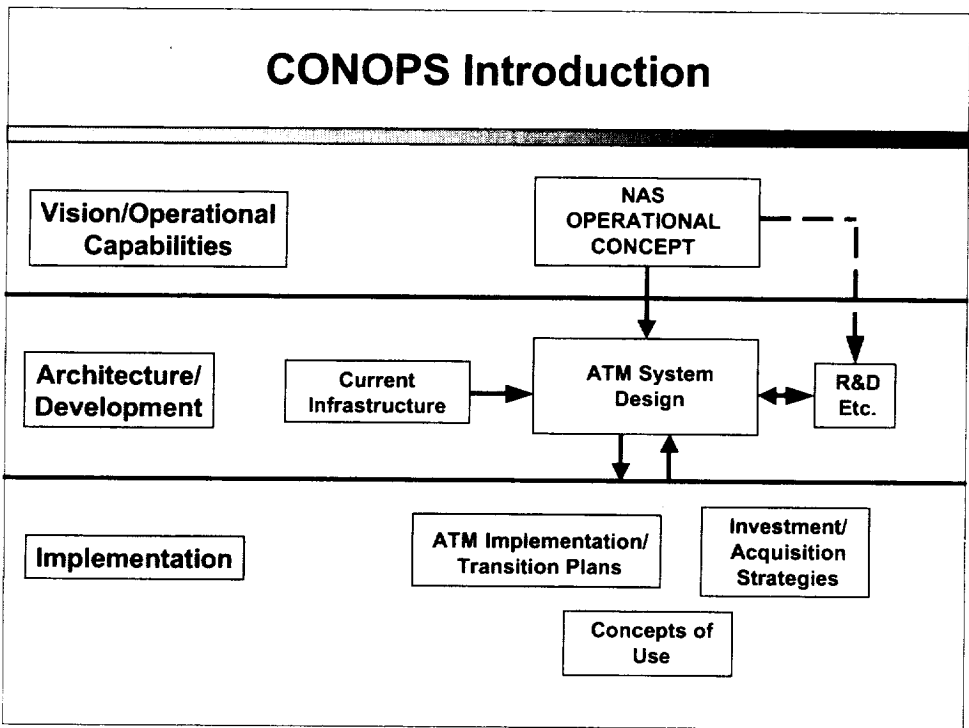 CONOPS Introduction
Vision/Operational
Capabilities
NAS
OPERATIONAL
CONCEPT
Architecture/
Development
Current
Infrastructure
ATM System
Design
R&D
Etc.
Implementation
ATM Implementation/
Transition Plans
Investment/
Acquisition
Strategies
Concepts of
Use